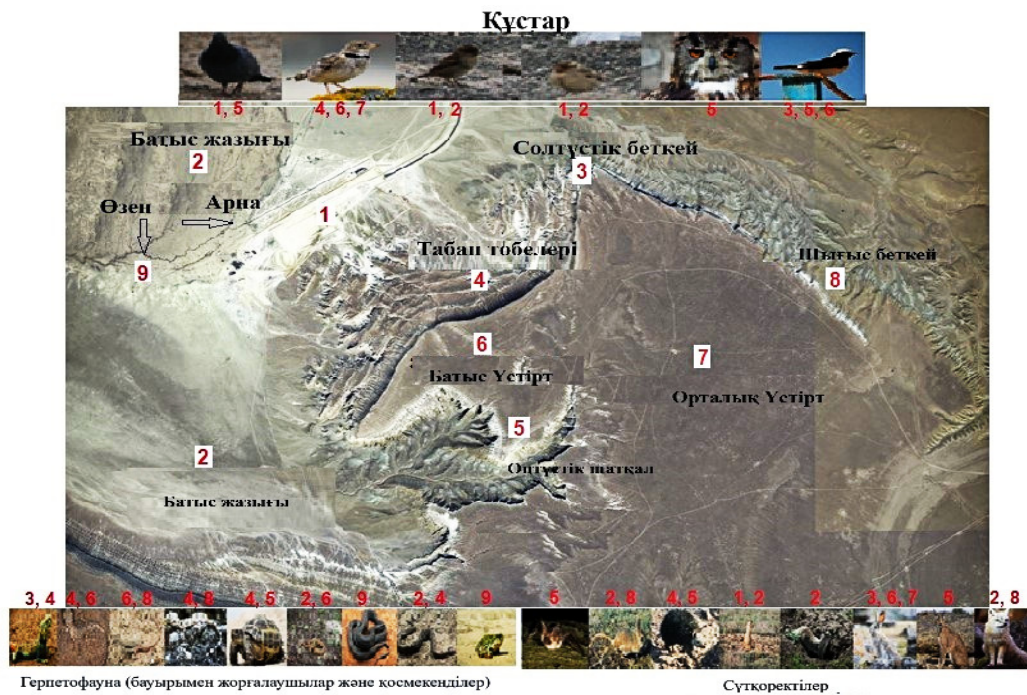 Құстар
1, 5 4, 6, 7 1, 2 1, 2 5 3, 5, 6
Батыс жазығы
2
Солтүстік беткей
3
Өзен Арна
1
9
Табан төбелері
4
Шығыс беткей
8
6
7
Батыс Үстірт
Орталық Үстірт
5
2
Оңтүстік шатқал
Батыс жазығы
3, 4 4, 6 6, 8 4, 8 4, 5 2, 6 9 2, 4 9 5 2, 8 4, 5 1, 2 2 3, 6, 7 2, 8
Герпетофауна (бауырымен жорғалаушылар және қосмекенділер)
Сүтқоректілер